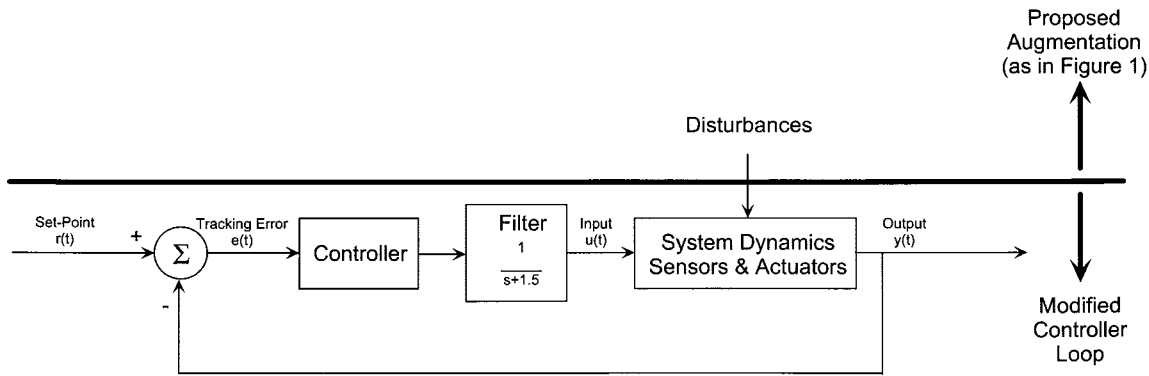 Proposed
Augmentation
(as in Figure 1)
Disturbances
Set-Point
r(t)
+
Σ
-
Tracking Error
e(t)
Controller
Filter
1
s+1.5
Input
u(t)
System Dynamics
Sensors & Actuators
Output
y(t)
Modified
Controller
Loop